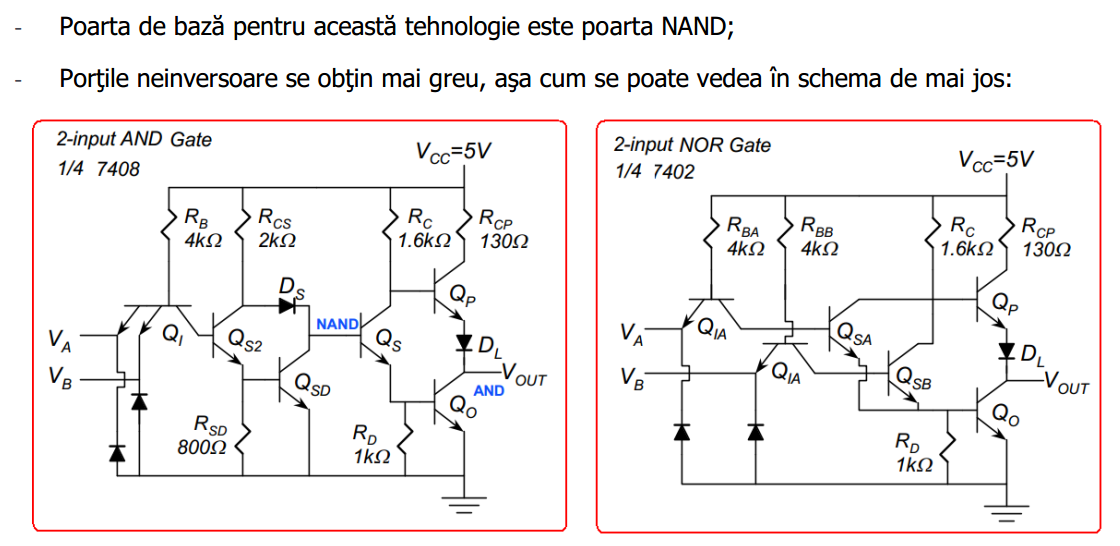 - Poarta de bază pentru această tehnologie este poarta NAND;
- Porţile neinversoare se obţin mai greu, aşa cum se poate vedea în schema de mai jos:
2-input AND Gate
1/4 7408
VCC=5V
RB
4kΩ
RCS
2kΩ
RC
1.6kΩ
RCP
130Ω
DS
QP
NAND
VA
QI
QS2
QS
DL
VB
QSD
VOUT
AND
QO
RSD
800Ω
RD
1kΩ
2-input NOR Gate
1/4 7402
VCC=5V
RBA
4kΩ
RBB
4kΩ
RC
1.6kΩ
RCP
130Ω
QP
VA
QIA
QSA
DL
VB
QIA
QSB
VOUT
QO
RD
1kΩ